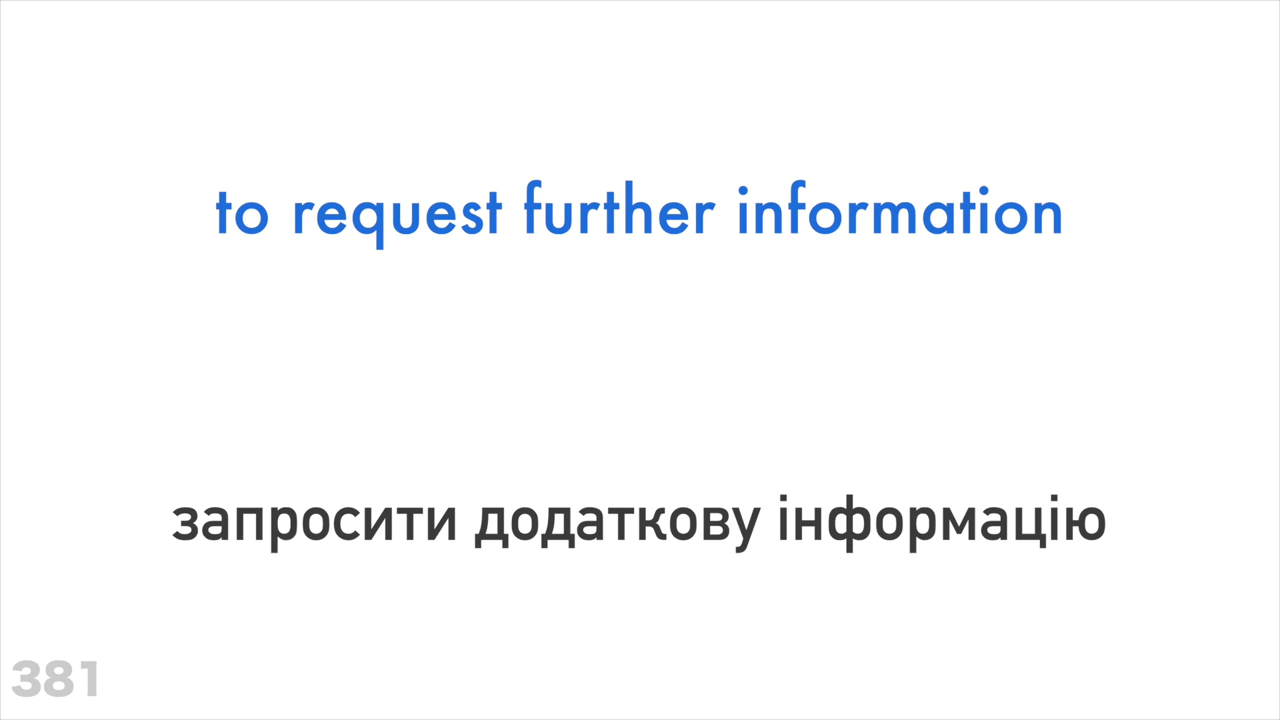 to request further information
запросити додаткову інформацію
381